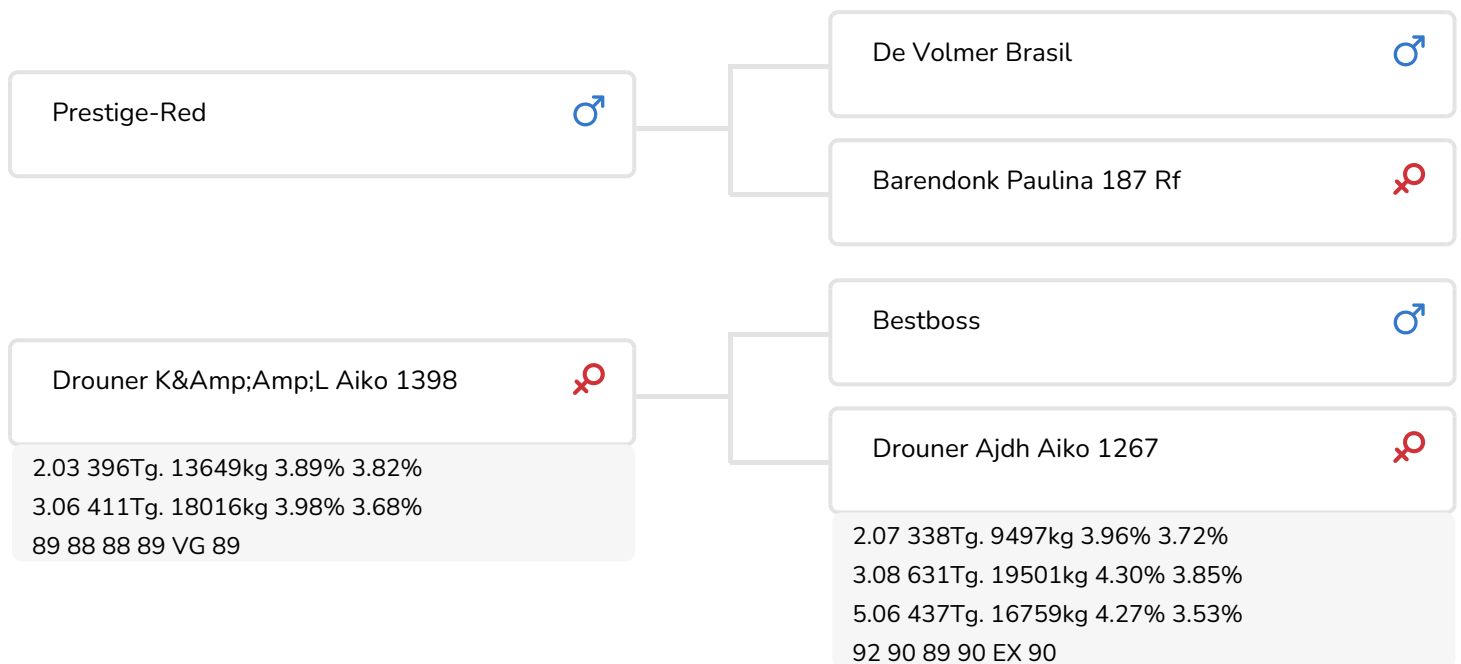 Prestige-Red
De Volmer Brasil
Barendonk Paulina 187 Rf
Drouner K&Amp;Amp;L Aiko 1398
2.03 396Tg. 13649kg 3.89% 3.82%
3.06 411Tg. 18016kg 3.98% 3.68%
89 88 88 89 VG 89
Bestboss
Drouner Ajdh Aiko 1267
2.07 338Tg. 9497kg 3.96% 3.72%
3.08 631Tg. 19501kg 4.30% 3.85%
5.06 437Tg. 16759kg 4.27% 3.53%
92 90 89 90 EX 90